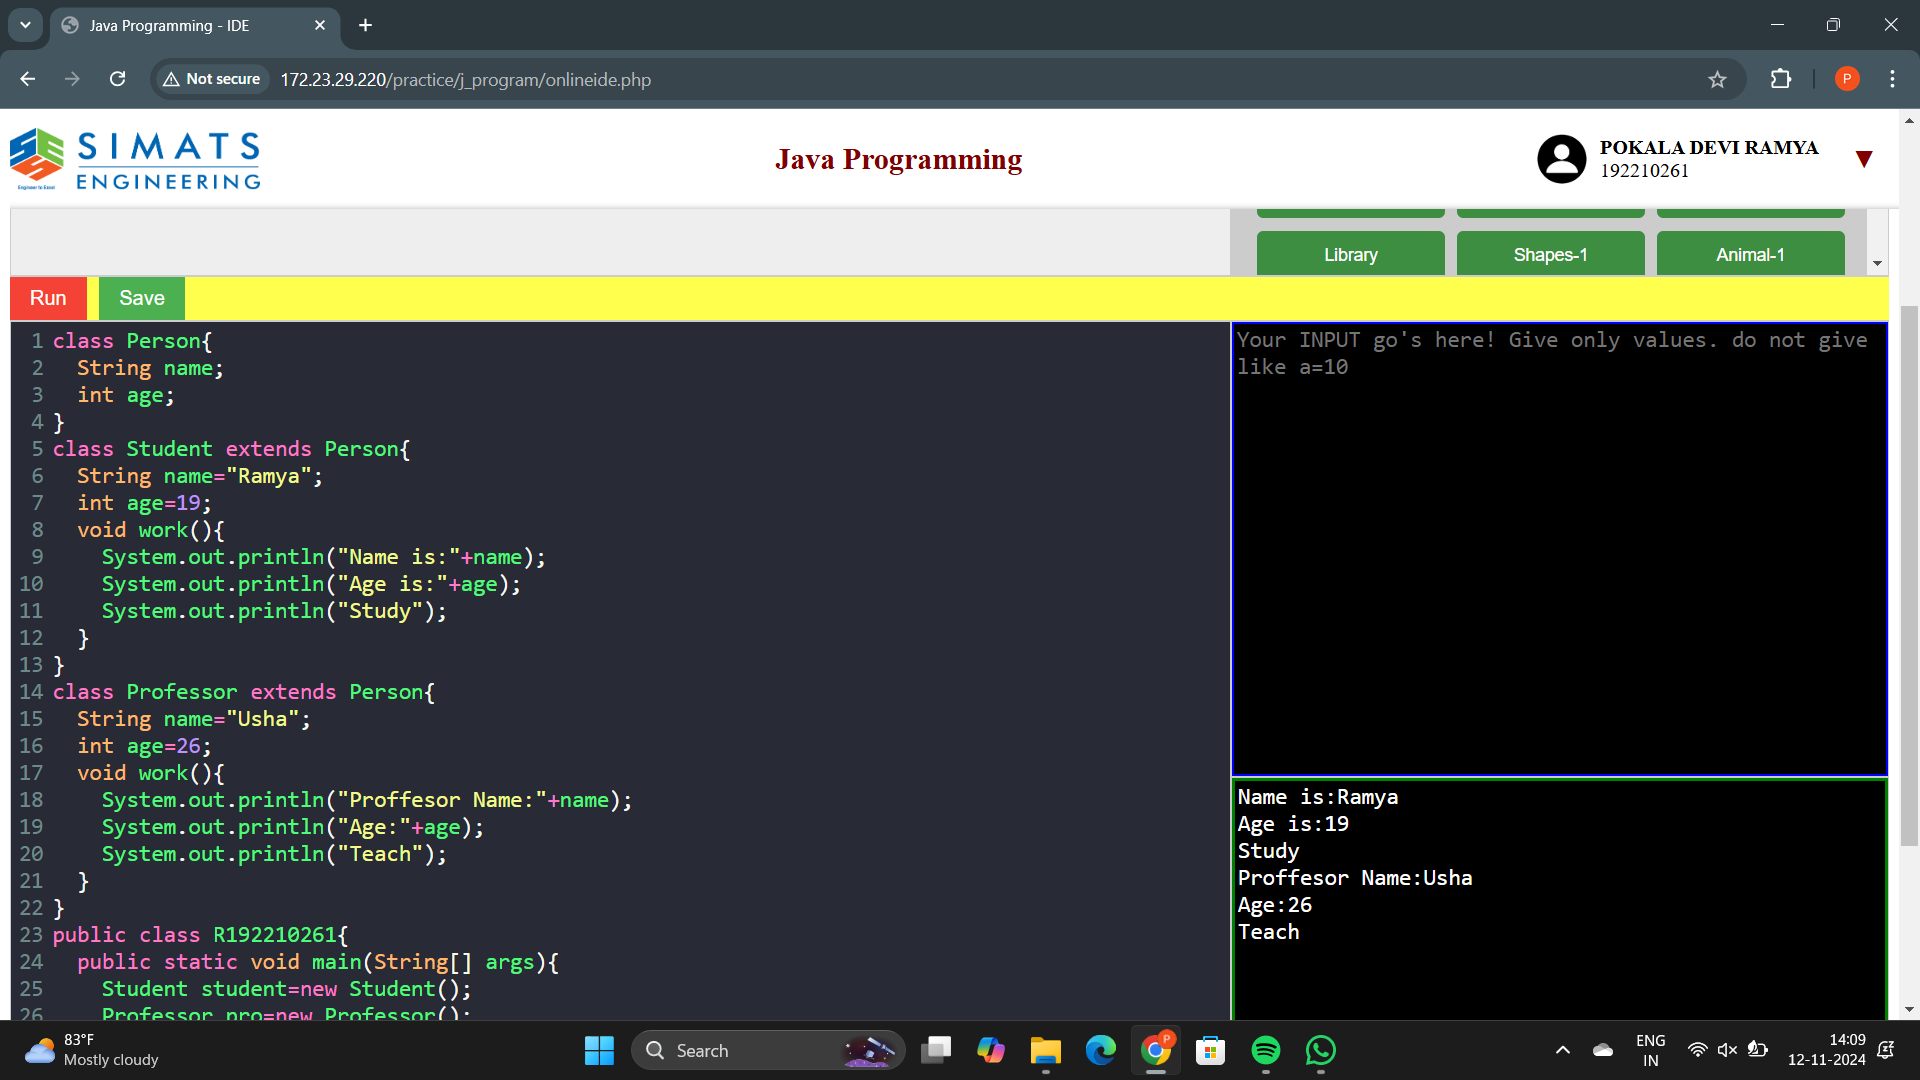 Java Programming - IDE
Not secure
172.23.29.220/practice/j_program/onlineide.php
P
SIMATS
ENGINEERING
Engineer to Excel
Java Programming
POKALA DEVI RAMYA
192210261
Library
Shapes-1
Animal-1
Run
Save
1 class Person{
2 String name;
3 int age;
4 }
5 class Student extends Person{
6 String name="Ramya";
7 int age=19;
8 void work(){
9 System.out.println("Name is:"+name);
10 System.out.println("Age is:"+age);
11 System.out.println("Study");
12 }
13 }
14 class Professor extends Person{
15 String name="Usha";
16 int age=26;
17 void work(){
18 System.out.println("Proffesor Name:"+name);
19 System.out.println("Age:"+age);
20 System.out.println("Teach");
21 }
22 }
23 public class R192210261{
24 public static void main(String[] args){
25 Student student=new Student();
26 Professor pro=new Professor();
Your INPUT go's here! Give only values. do not give
like a=10
Name is:Ramya
Age is:19
Study
Proffesor Name:Usha
Age:26
Teach
83°F
Mostly cloudy
Search
P
ENG
IN
14:09
12-11-2024